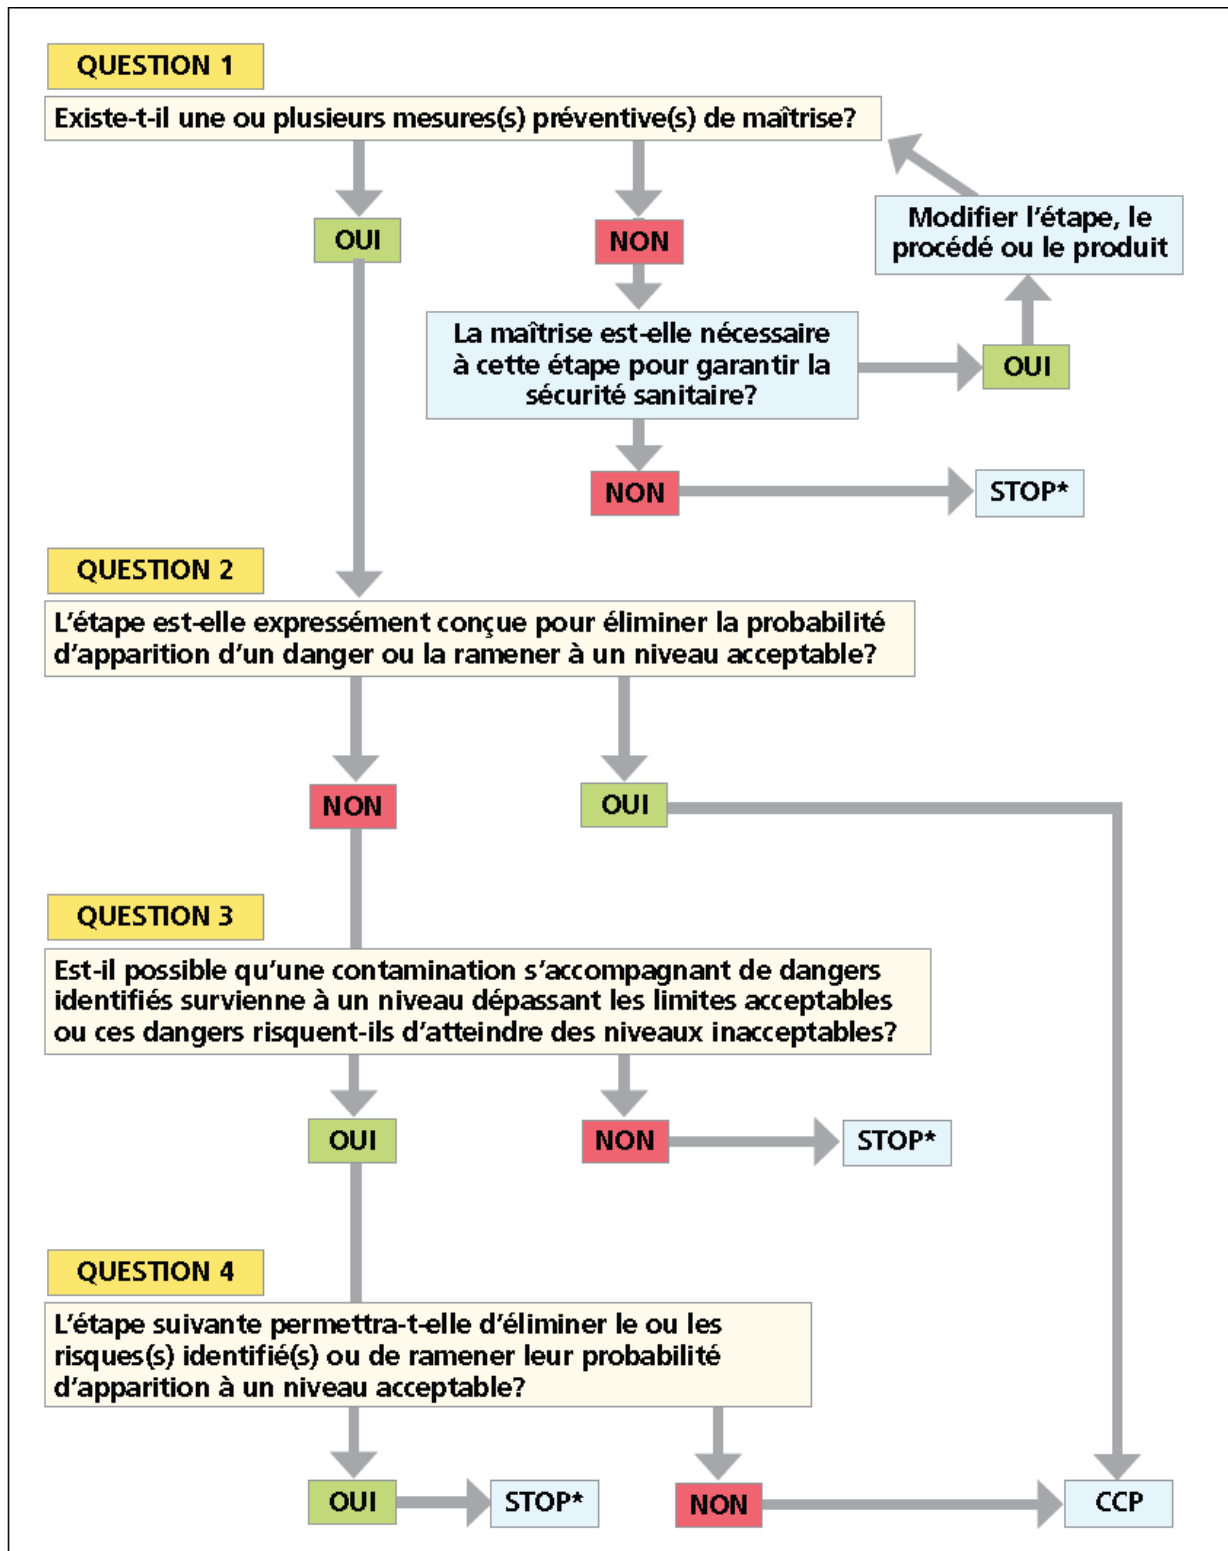 QUESTION 1
Existe-t-il une ou plusieurs mesures(s) préventive(s) de maîtrise?
OUI
NON
Modifier l'étape, le
procédé ou le produit
La maîtrise est-elle nécessaire
à cette étape pour garantir la
sécurité sanitaire?
OUI
NON
STOP*
QUESTION 2
L'étape est-elle expressément conçue pour éliminer la probabilité
d'apparition d'un danger ou la ramener à un niveau acceptable?
NON
OUI
QUESTION 3
Est-il possible qu'une contamination s'accompagnant de dangers
identifiés survienne à un niveau dépassant les limites acceptables
ou ces dangers risquent-ils d'atteindre des niveaux inacceptables?
OUI
NON
STOP*
QUESTION 4
L'étape suivante permettra-t-elle d'éliminer le ou les
risques(s) identifié(s) ou de ramener leur probabilité
d'apparition à un niveau acceptable?
OUI
STOP*
NON
CCP